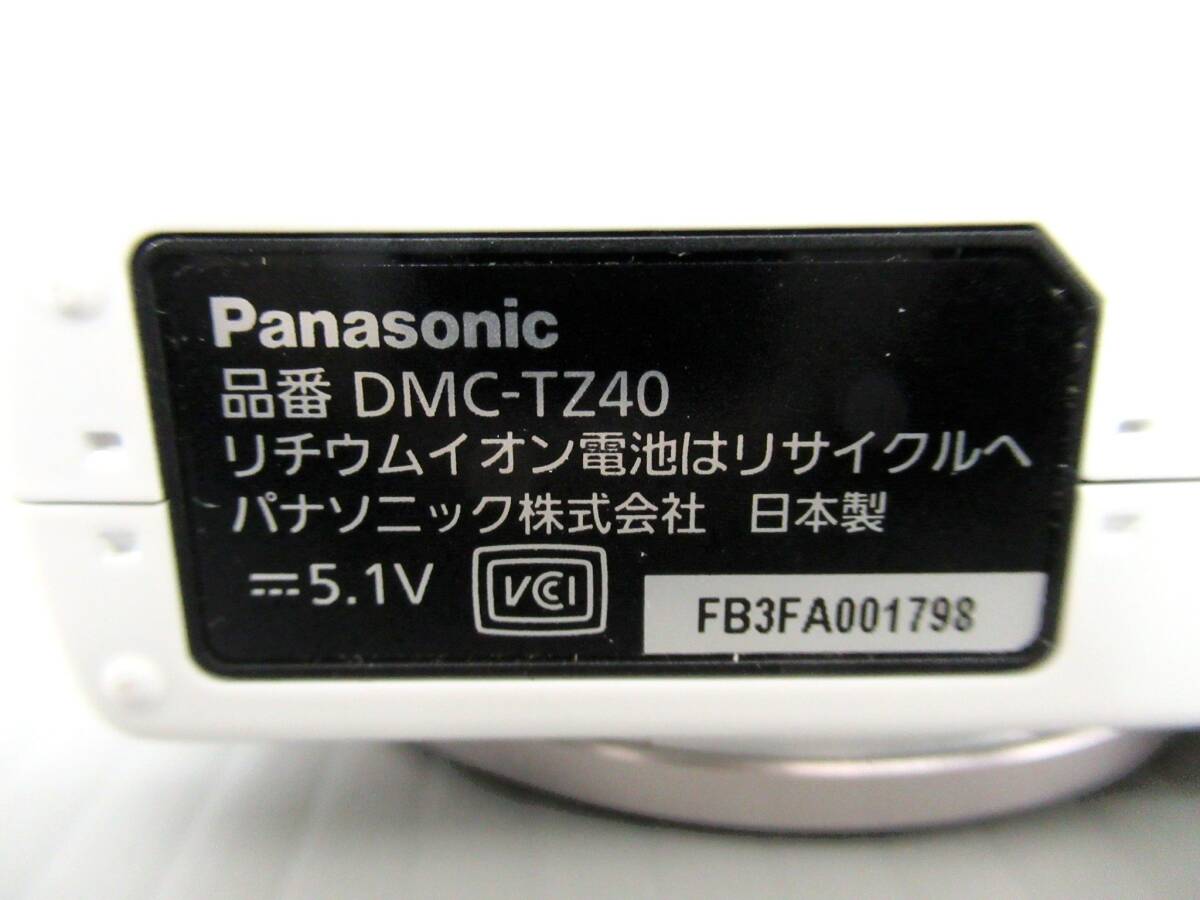 Panasonic
品番 DMC-TZ40
リチウムイオン電池はリサイクルへ
パナソニック株式会社 日本製
⎓5.1V VCCI
FB3FA001798